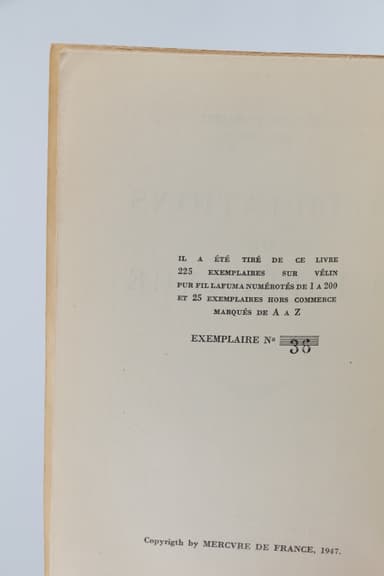 IL A ÉTÉ TIRÉ DE CE LIVRE
225 EXEMPLAIRES SUR VÉLIN
PUR FIL LAFUMA NUMÉROTÉS DE 1 A 200
ET 25 EXEMPLAIRES HORS COMMERCE
MARQUÉS DE A A Z
EXEMPLAIRE Nº 36
Copyrigth by MERCVRE DE FRANCE, 1947.